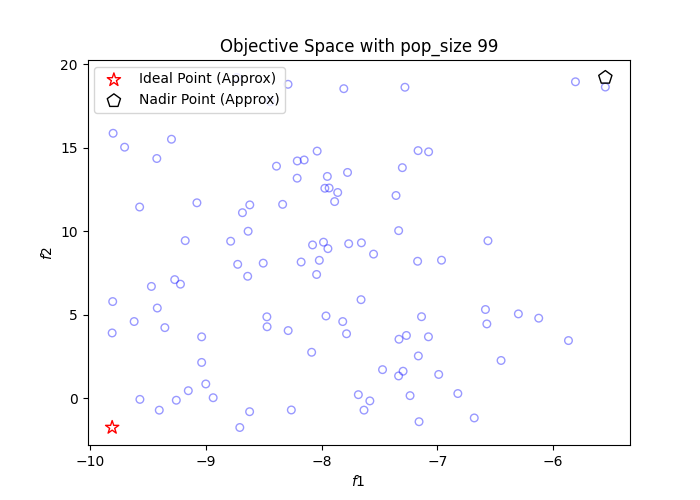 Objective Space with pop_size 99
Ideal Point (Approx)
Nadir Point (Approx)
20
15
10
5
0
f2
−10
−9
−8
−7
−6
f1